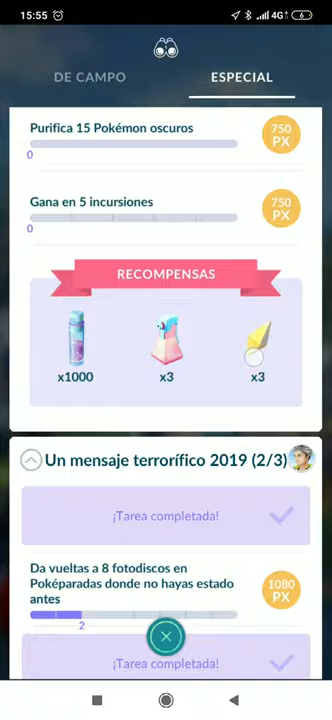 15:55
4G+
6
DE CAMPO
ESPECIAL
Purifica 15 Pokémon oscuros
750
PX
0
Gana en 5 incursiones
750
PX
0
RECOMPENSAS
x1000
x3
x3
Un mensaje terrorífico 2019 (2/3)
¡Tarea completada!
Da vueltas a 8 fotodiscos en
Poképaradas donde no hayas estado
antes
1080
PX
2
¡Tarea completada!